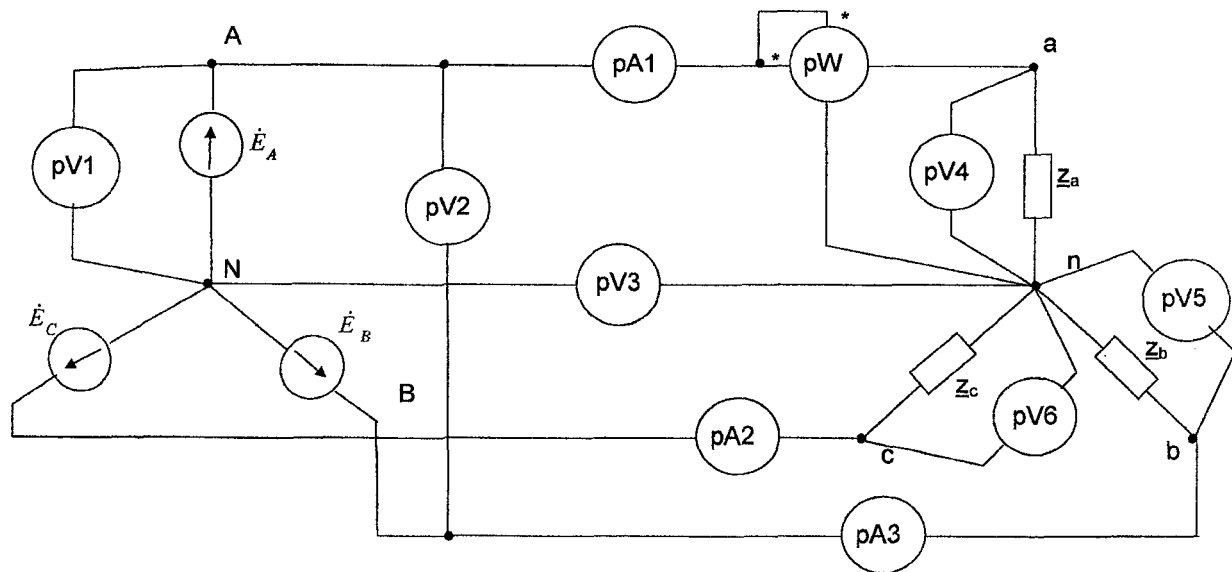 A
a
* *
pA1
pW
pV1
Ė_A
pV2
pV4
z_a
N
pV3
n
pV5
Ė_C
Ė_B
B
z_c
z_b
pV6
pA2
c
b
pA3